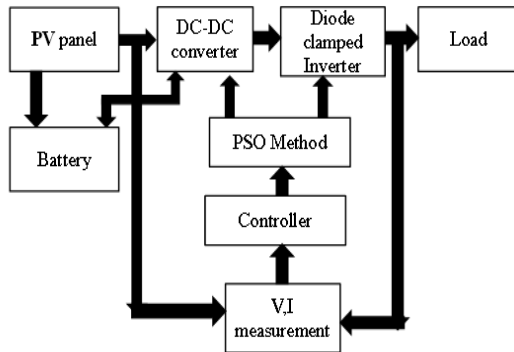 PV panel
DC-DC
converter
Diode
clamped
Inverter
Load
Battery
PSO Method
Controller
V,I
measurement